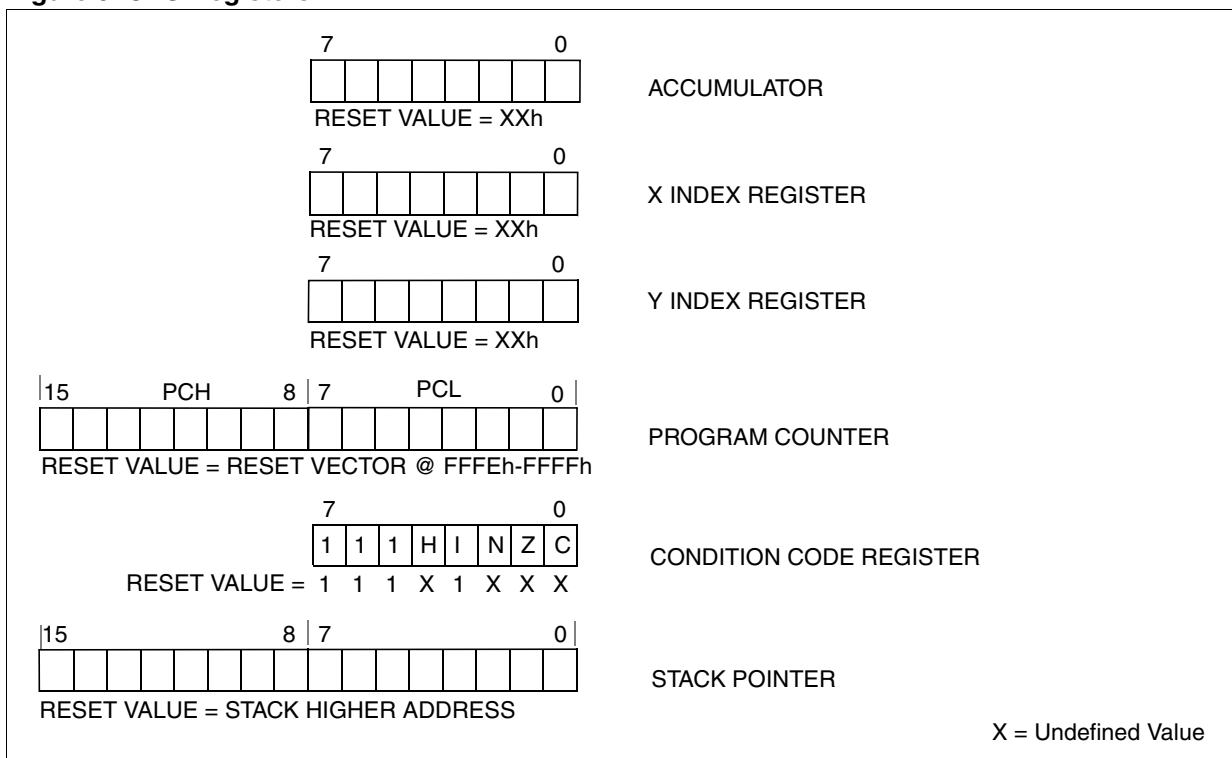 7 0
ACCUMULATOR
RESET VALUE = XXh
7 0
X INDEX REGISTER
RESET VALUE = XXh
7 0
Y INDEX REGISTER
RESET VALUE = XXh
15 PCH 8 7 PCL 0
PROGRAM COUNTER
RESET VALUE = RESET VECTOR @ FFFEh-FFFFh
7 0
1 1 1 H I N Z C
CONDITION CODE REGISTER
RESET VALUE = 1 1 1 X 1 X X X
15 8 7 0
STACK POINTER
RESET VALUE = STACK HIGHER ADDRESS
X = Undefined Value